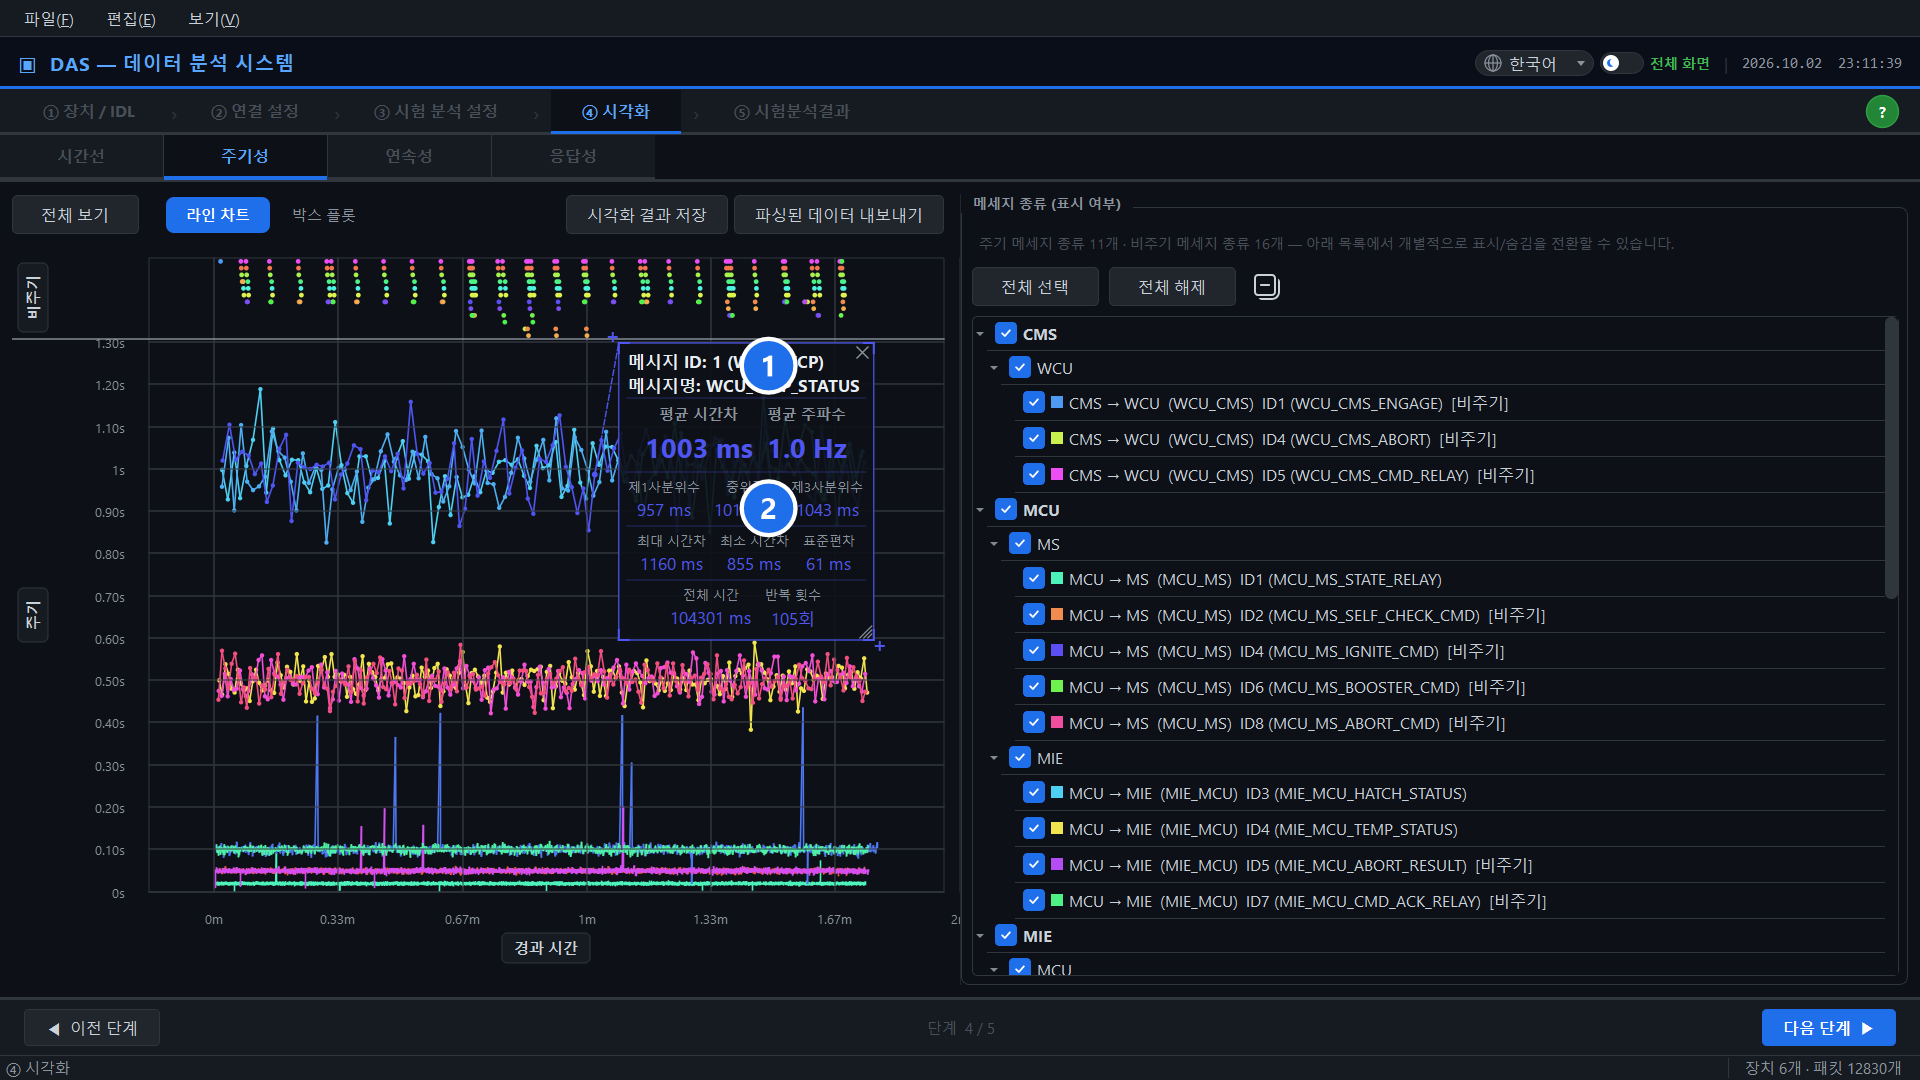 파일(F) 편집(E) 보기(V)
▣ DAS — 데이터 분석 시스템
한국어
전체 화면
2026.10.02 23:11:39
① 장치 / IDL › ② 연결 설정 › ③ 시험 분석 설정 › ④ 시각화 › ⑤ 시험분석결과
?
시간선 주기성 연속성 응답성
전체 보기 라인 차트 박스 플롯 시각화 결과 저장 파싱된 데이터 내보내기
비주기
주기
1.30s
1.20s
1.10s
1s
0.90s
0.80s
0.70s
0.60s
0.50s
0.40s
0.30s
0.20s
0.10s
0s
0m 0.33m 0.67m 1m 1.33m 1.67m
경과 시간
메시지 ID: 1
1
메시지명: STATUS
평균 시간차 평균 주파수
1003 ms 1.0 Hz
제1사분위수 제3사분위수
957 ms 1043 ms
2
최대 시간차 최소 시간차 표준편차
1160 ms 855 ms 61 ms
전체 시간 반복 횟수
104301 ms 105회
메세지 종류 (표시 여부)
주기 메세지 종류 11개 · 비주기 메세지 종류 16개 — 아래 목록에서 개별적으로 표시/숨김을 전환할 수 있습니다.
전체 선택 전체 해제
CMS
WCU
CMS → WCU (WCU_CMS) ID1 (WCU_CMS_ENGAGE) [비주기]
CMS → WCU (WCU_CMS) ID4 (WCU_CMS_ABORT) [비주기]
CMS → WCU (WCU_CMS) ID5 (WCU_CMS_CMD_RELAY) [비주기]
MCU
MS
MCU → MS (MCU_MS) ID1 (MCU_MS_STATE_RELAY)
MCU → MS (MCU_MS) ID2 (MCU_MS_SELF_CHECK_CMD) [비주기]
MCU → MS (MCU_MS) ID4 (MCU_MS_IGNITE_CMD) [비주기]
MCU → MS (MCU_MS) ID6 (MCU_MS_BOOSTER_CMD) [비주기]
MCU → MS (MCU_MS) ID8 (MCU_MS_ABORT_CMD) [비주기]
MIE
MCU → MIE (MIE_MCU) ID3 (MIE_MCU_HATCH_STATUS)
MCU → MIE (MIE_MCU) ID4 (MIE_MCU_TEMP_STATUS)
MCU → MIE (MIE_MCU) ID5 (MIE_MCU_ABORT_RESULT) [비주기]
MCU → MIE (MIE_MCU) ID7 (MIE_MCU_CMD_ACK_RELAY) [비주기]
MIE
MCU
◀ 이전 단계
단계 4 / 5
다음 단계 ▶
④ 시각화
장치 6개 · 패킷 12830개